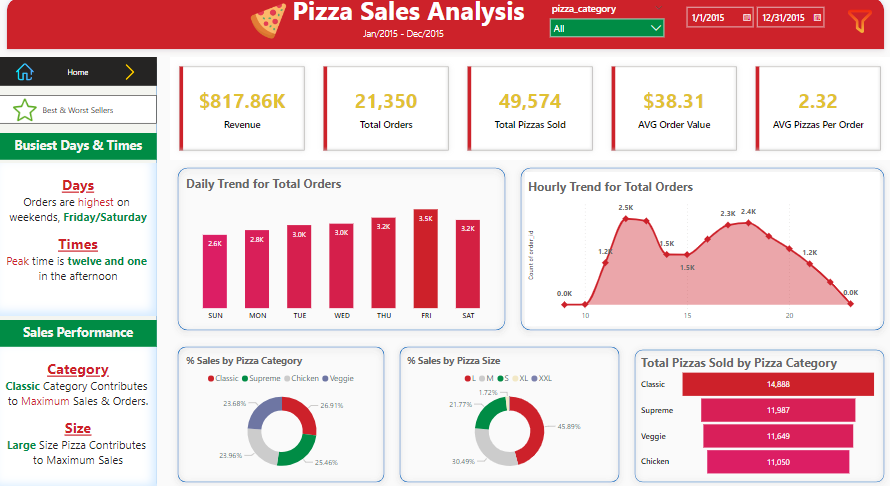 Pizza Sales Analysis
Jan/2015 - Dec/2015
pizza_category
All
1/1/2015
12/31/2015
Home
Best & Worst Sellers
Busiest Days & Times
Days
Orders are highest on
weekends, Friday/Saturday
Times
Peak time is twelve and one
in the afternoon
Sales Performance
Category
Classic Category Contributes
to Maximum Sales & Orders.
Size
Large Size Pizza Contributes
to Maximum Sales
$817.86K
Revenue
21,350
Total Orders
49,574
Total Pizzas Sold
$38.31
AVG Order Value
2.32
AVG Pizzas Per Order
Daily Trend for Total Orders
2.6K
2.8K
3.0K
3.0K
3.2K
3.5K
3.2K
SUN MON TUE WED THU FRI SAT
Hourly Trend for Total Orders
Count of order_id
0.0K
1.2K
2.5K
1.5K
1.5K
2.3K
2.4K
1.2K
0.0K
10 15 20
% Sales by Pizza Category
Classic Supreme Chicken Veggie
23.68%
26.91%
23.96%
25.46%
% Sales by Pizza Size
L M S XL XXL
1.72%
21.77%
45.89%
30.49%
Total Pizzas Sold by Pizza Category
Classic 14,888
Supreme 11,987
Veggie 11,649
Chicken 11,050